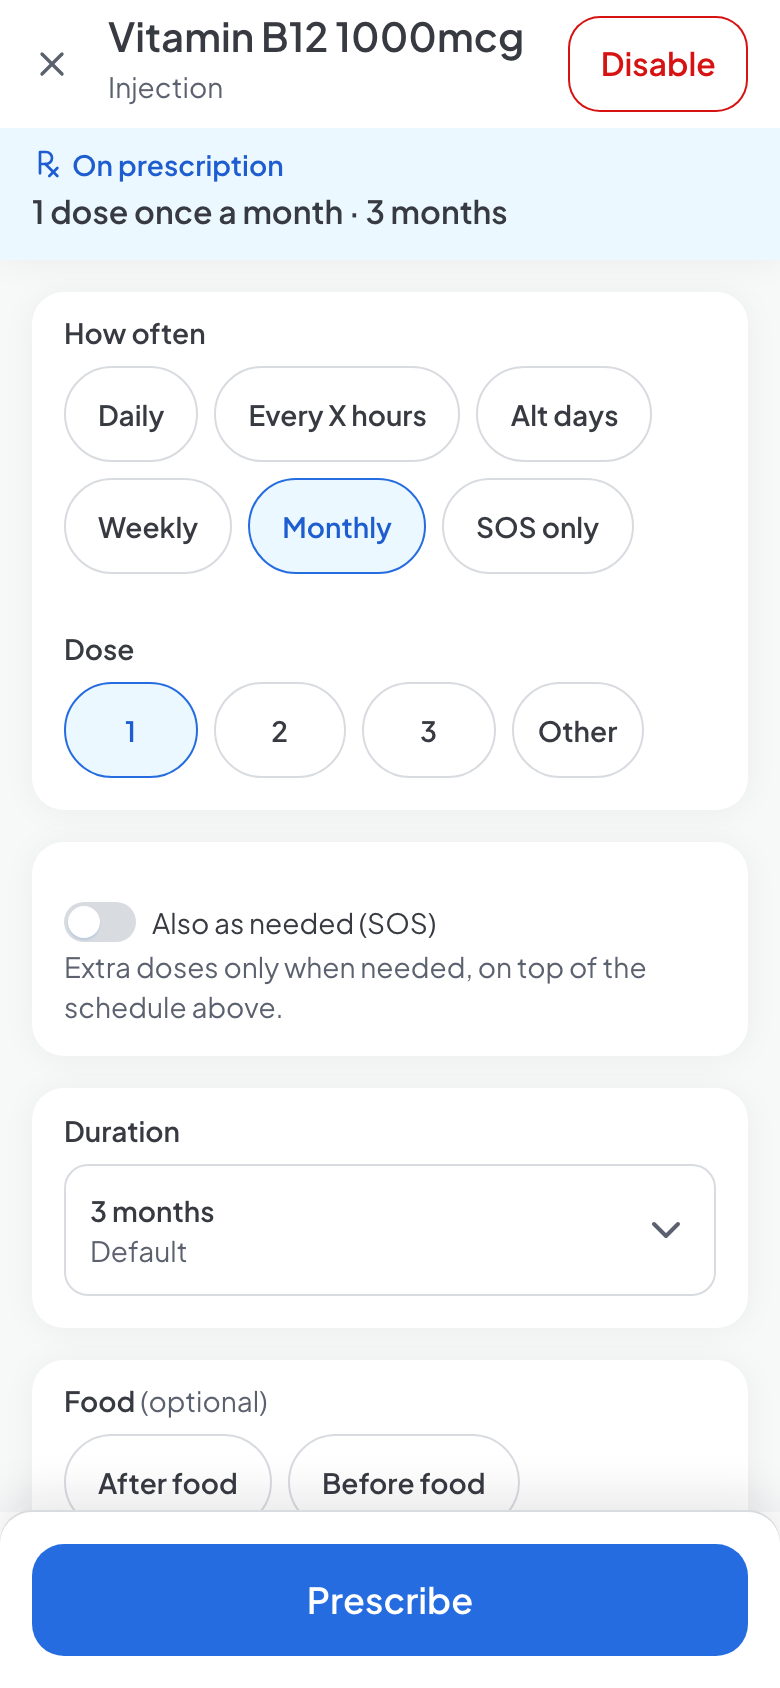 Vitamin B12 1000mcg
Injection
Disable
On prescription
1 dose once a month · 3 months
How often
Daily
Every X hours
Alt days
Weekly
Monthly
SOS only
Dose
1
2
3
Other
Also as needed (SOS)
Extra doses only when needed, on top of the
schedule above.
Duration
3 months
Default
Food (optional)
After food
Before food
Prescribe